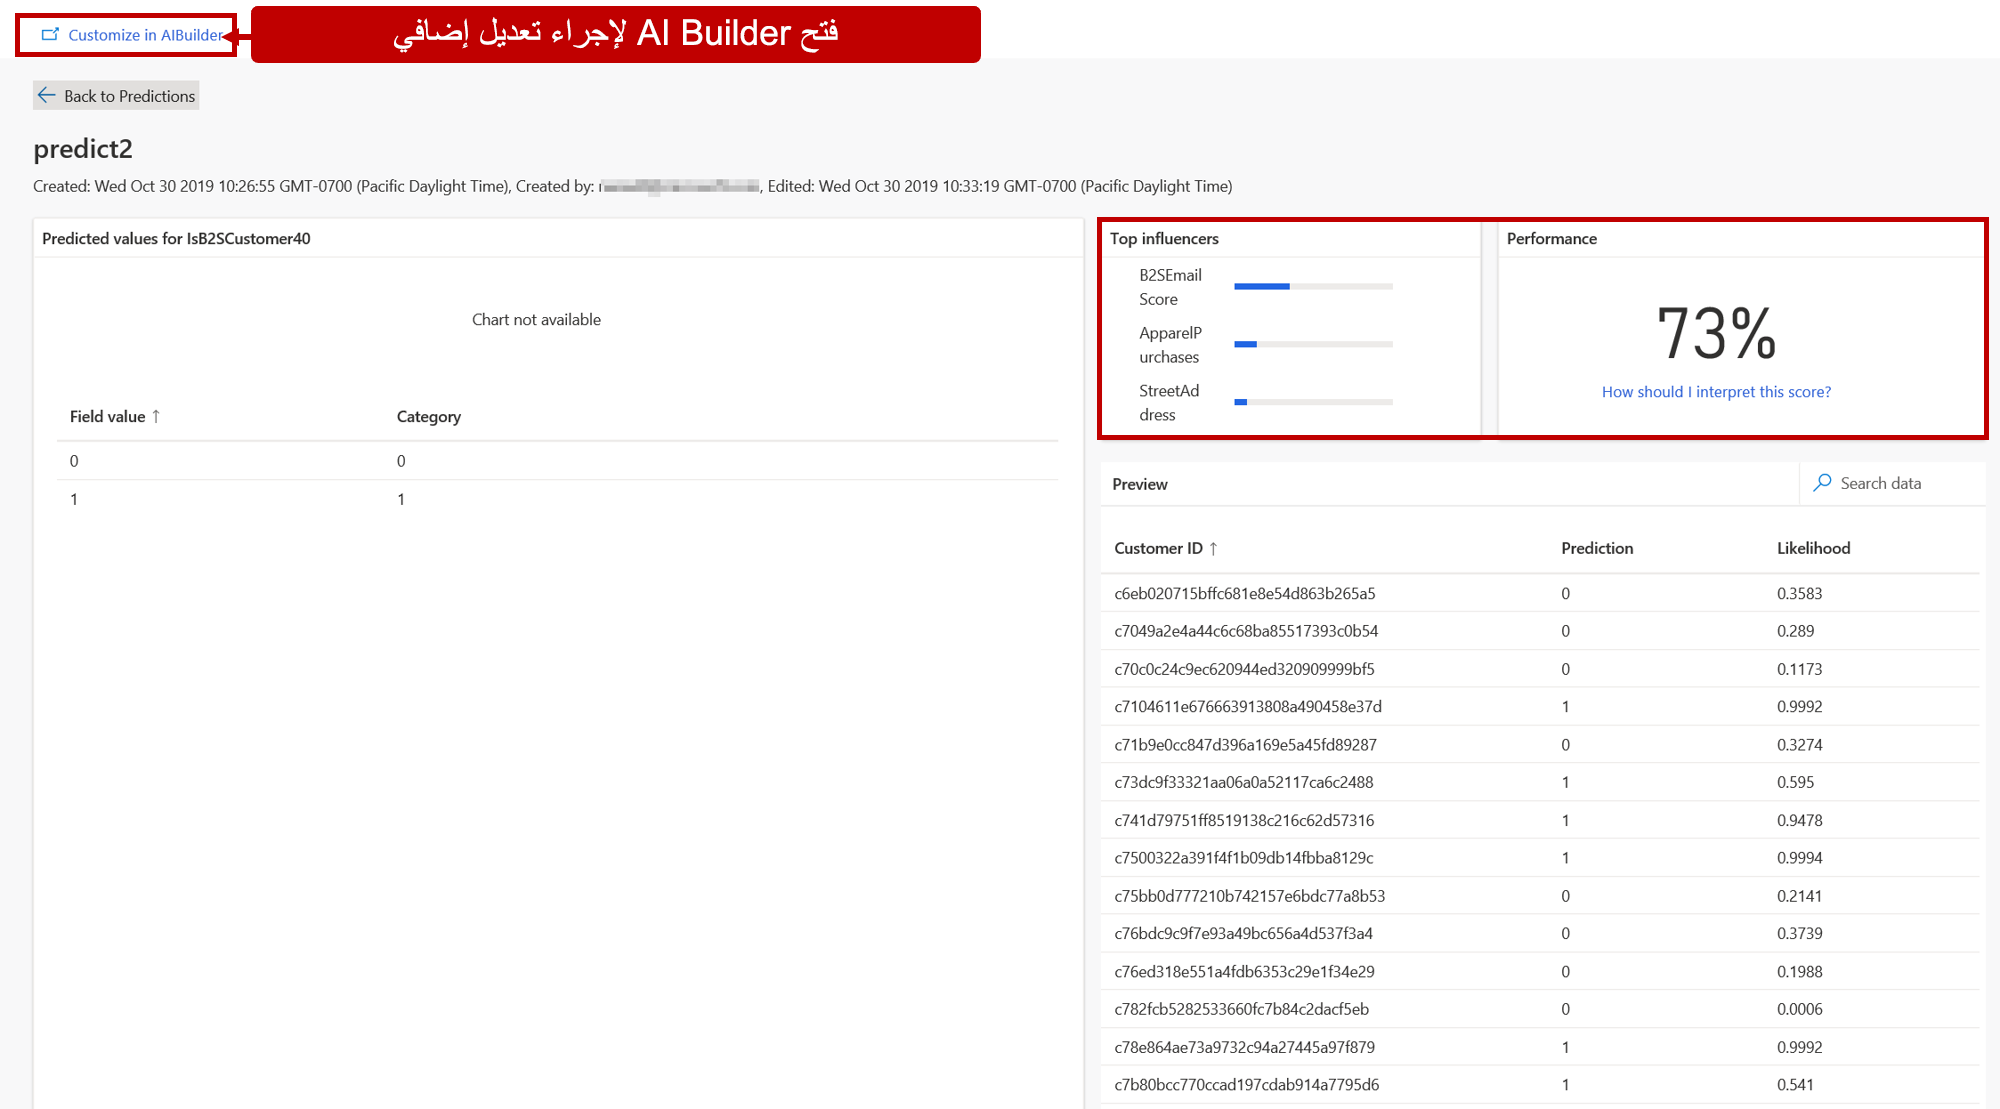 Customize in AIBuilder
فتح AI Builder لإجراء تعديل إضافي
Back to Predictions
predict2
Created: Wed Oct 30 2019 10:26:55 GMT-0700 (Pacific Daylight Time), Created by: , Edited: Wed Oct 30 2019 10:33:19 GMT-0700 (Pacific Daylight Time)
Predicted values for IsB2SCustomer40
Chart not available
Field value ↑ Category
0 0
1 1
Top influencers
B2SEmail
Score
ApparelP
urchases
StreetAd
dress
Performance
73%
How should I interpret this score?
Preview
Search data
Customer ID ↑ Prediction Likelihood
c6eb020715bffc681e8e54d863b265a5 0 0.3583
c7049a2e4a44c6c68ba85517393c0b54 0 0.289
c70c0c24c9ec620944ed320909999bf5 0 0.1173
c7104611e676663913808a490458e37d 1 0.9992
c71b9e0cc847d396a169e5a45fd89287 0 0.3274
c73dc9f33321aa06a0a52117ca6c2488 1 0.595
c741d79751ff8519138c216c62d57316 1 0.9478
c7500322a391f4f1b09db14fbba8129c 1 0.9994
c75bb0d777210b742157e6bdc77a8b53 0 0.2141
c76bdc9c9f7e93a49bc656a4d537f3a4 0 0.3739
c76ed318e551a4fdb6353c29e1f34e29 0 0.1988
c782fcb5282533660fc7b84c2dacf5eb 0 0.0006
c78e864ae73a9732c94a27445a97f879 1 0.9992
c7b80bcc770ccad197cdab914a7795d6 1 0.541